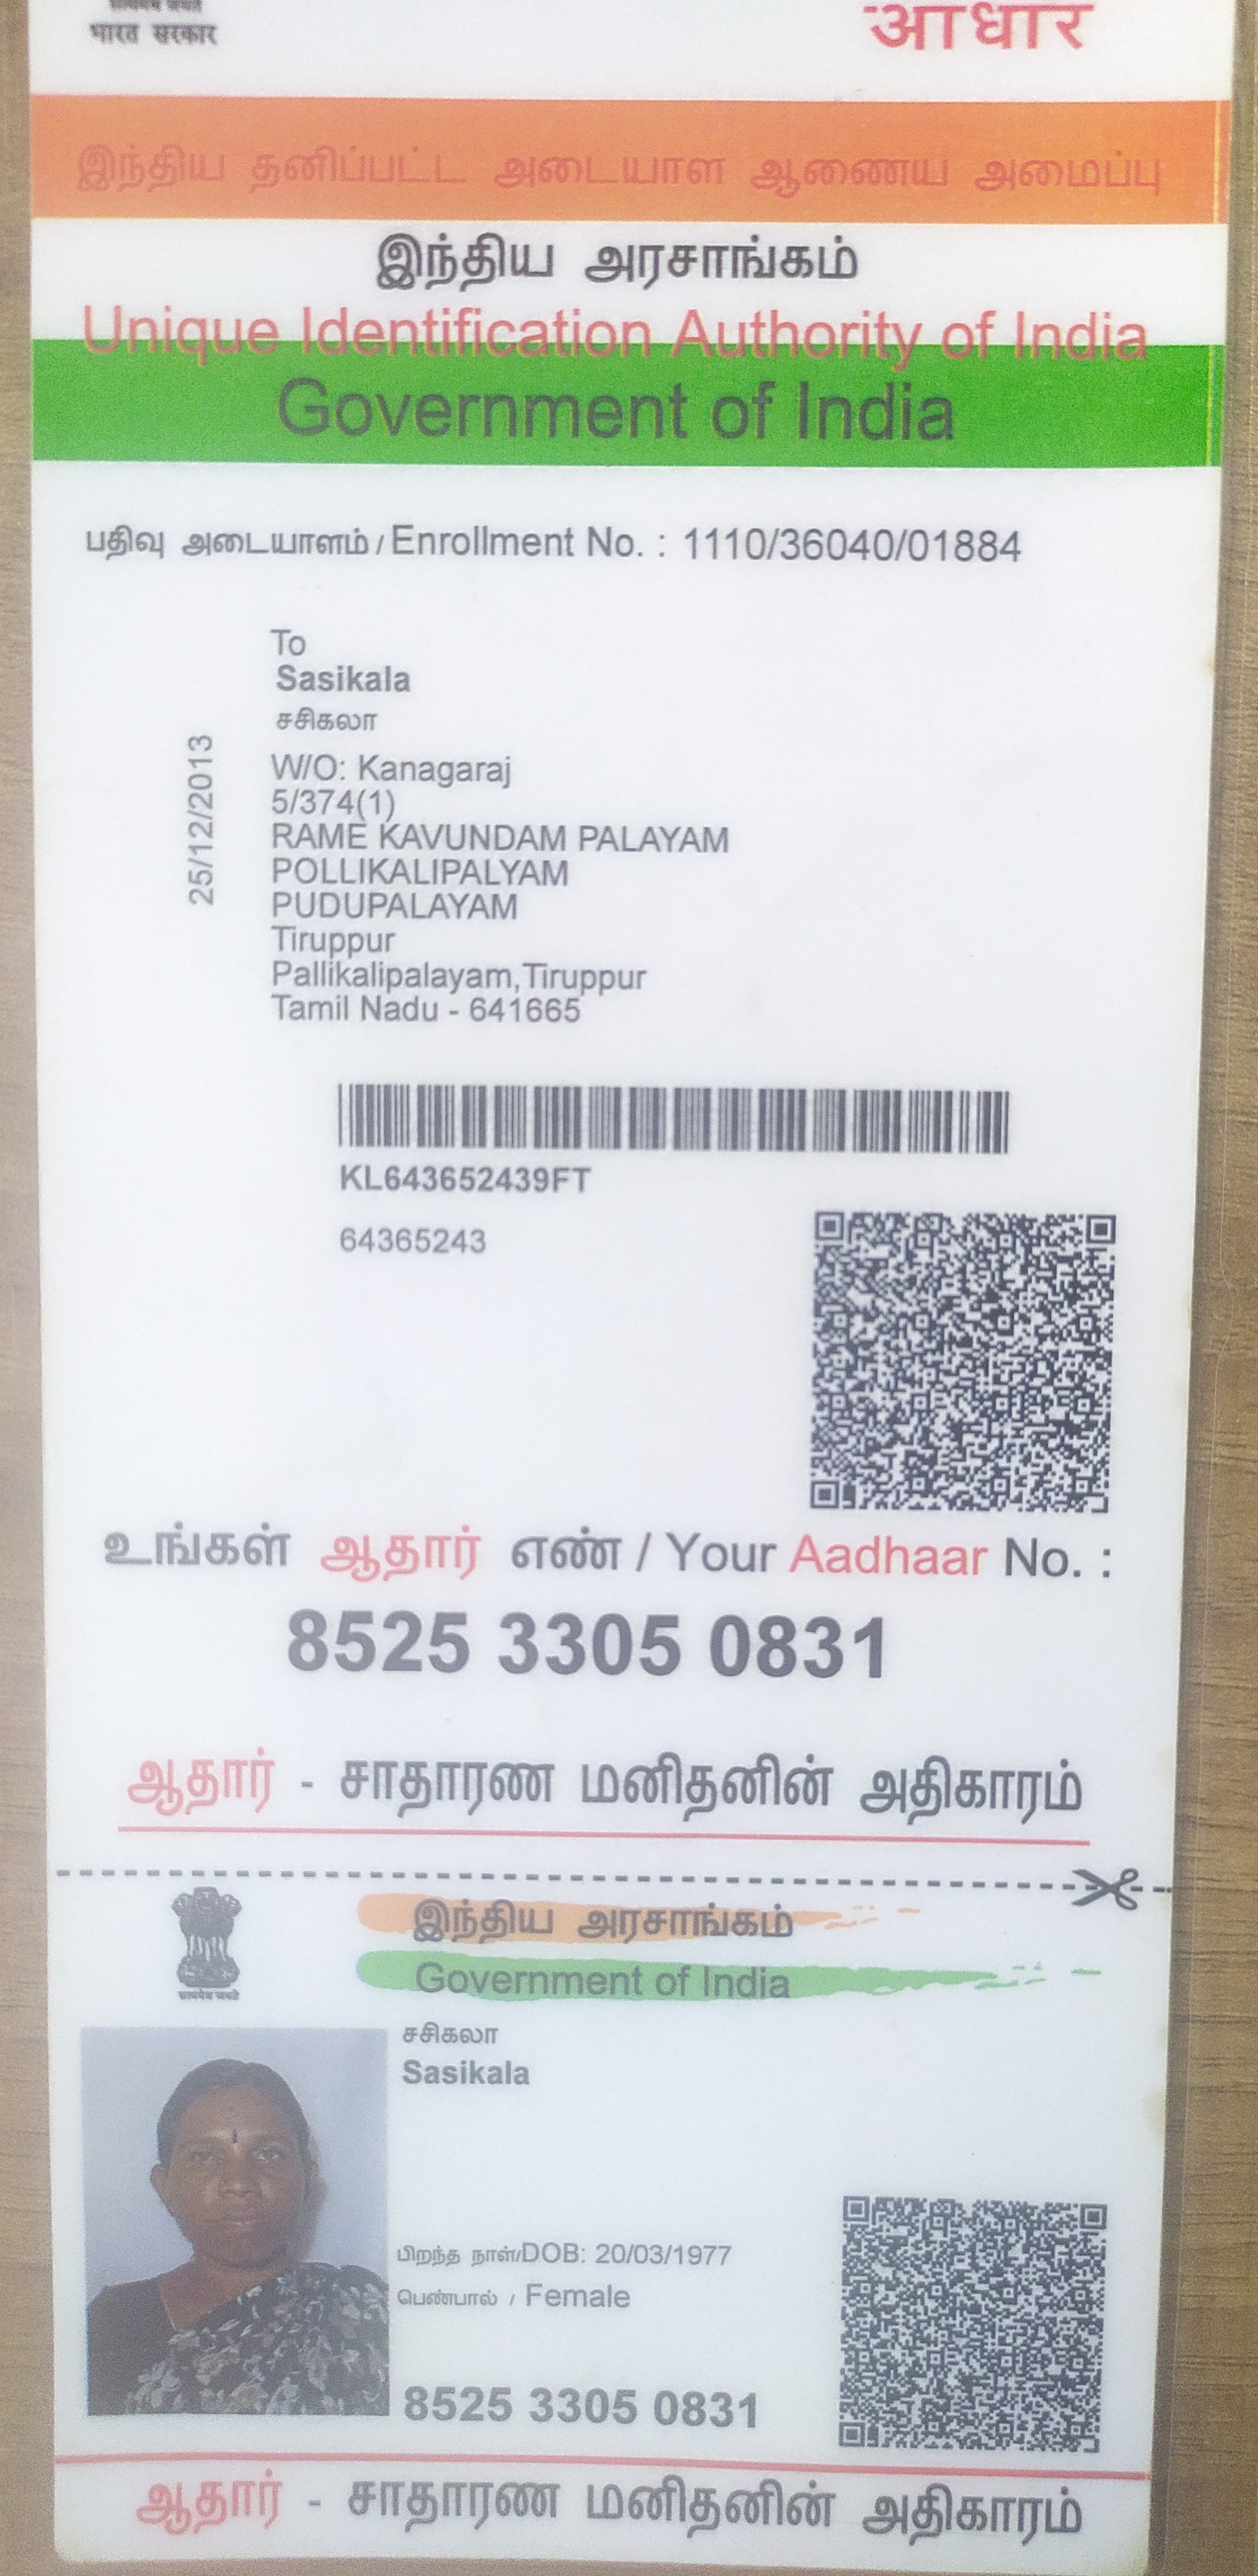 भारत सरकार
आधार
இந்திய தனிப்பட்ட அடையாள ஆணைய அமைப்பு
இந்திய அரசாங்கம்
Unique Identification Authority of India
Government of India
பதிவு அடையாளம் / Enrollment No. : 1110/36040/01884
To
Sasikala
சசிகலா
W/O: Kanagaraj
5/374(1)
RAME KAVUNDAM PALAYAM
POLLIKALIPALYAM
PUDUPALAYAM
Tiruppur
Pallikalipalayam,Tiruppur
Tamil Nadu - 641665
25/12/2013
KL643652439FT
64365243
உங்கள் ஆதார் எண் / Your Aadhaar No. :
8525 3305 0831
ஆதார் - சாதாரண மனிதனின் அதிகாரம்
இந்திய அரசாங்கம்
Government of India
सत्यमेव जयते
சசிகலா
Sasikala
பிறந்த நாள்/DOB: 20/03/1977
பெண்பால் / Female
8525 3305 0831
ஆதார் - சாதாரண மனிதனின் அதிகாரம்